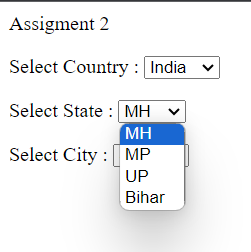 Assigment 2
Select Country : India
Select State : MH
MH
MP
Select City :
UP
Bihar